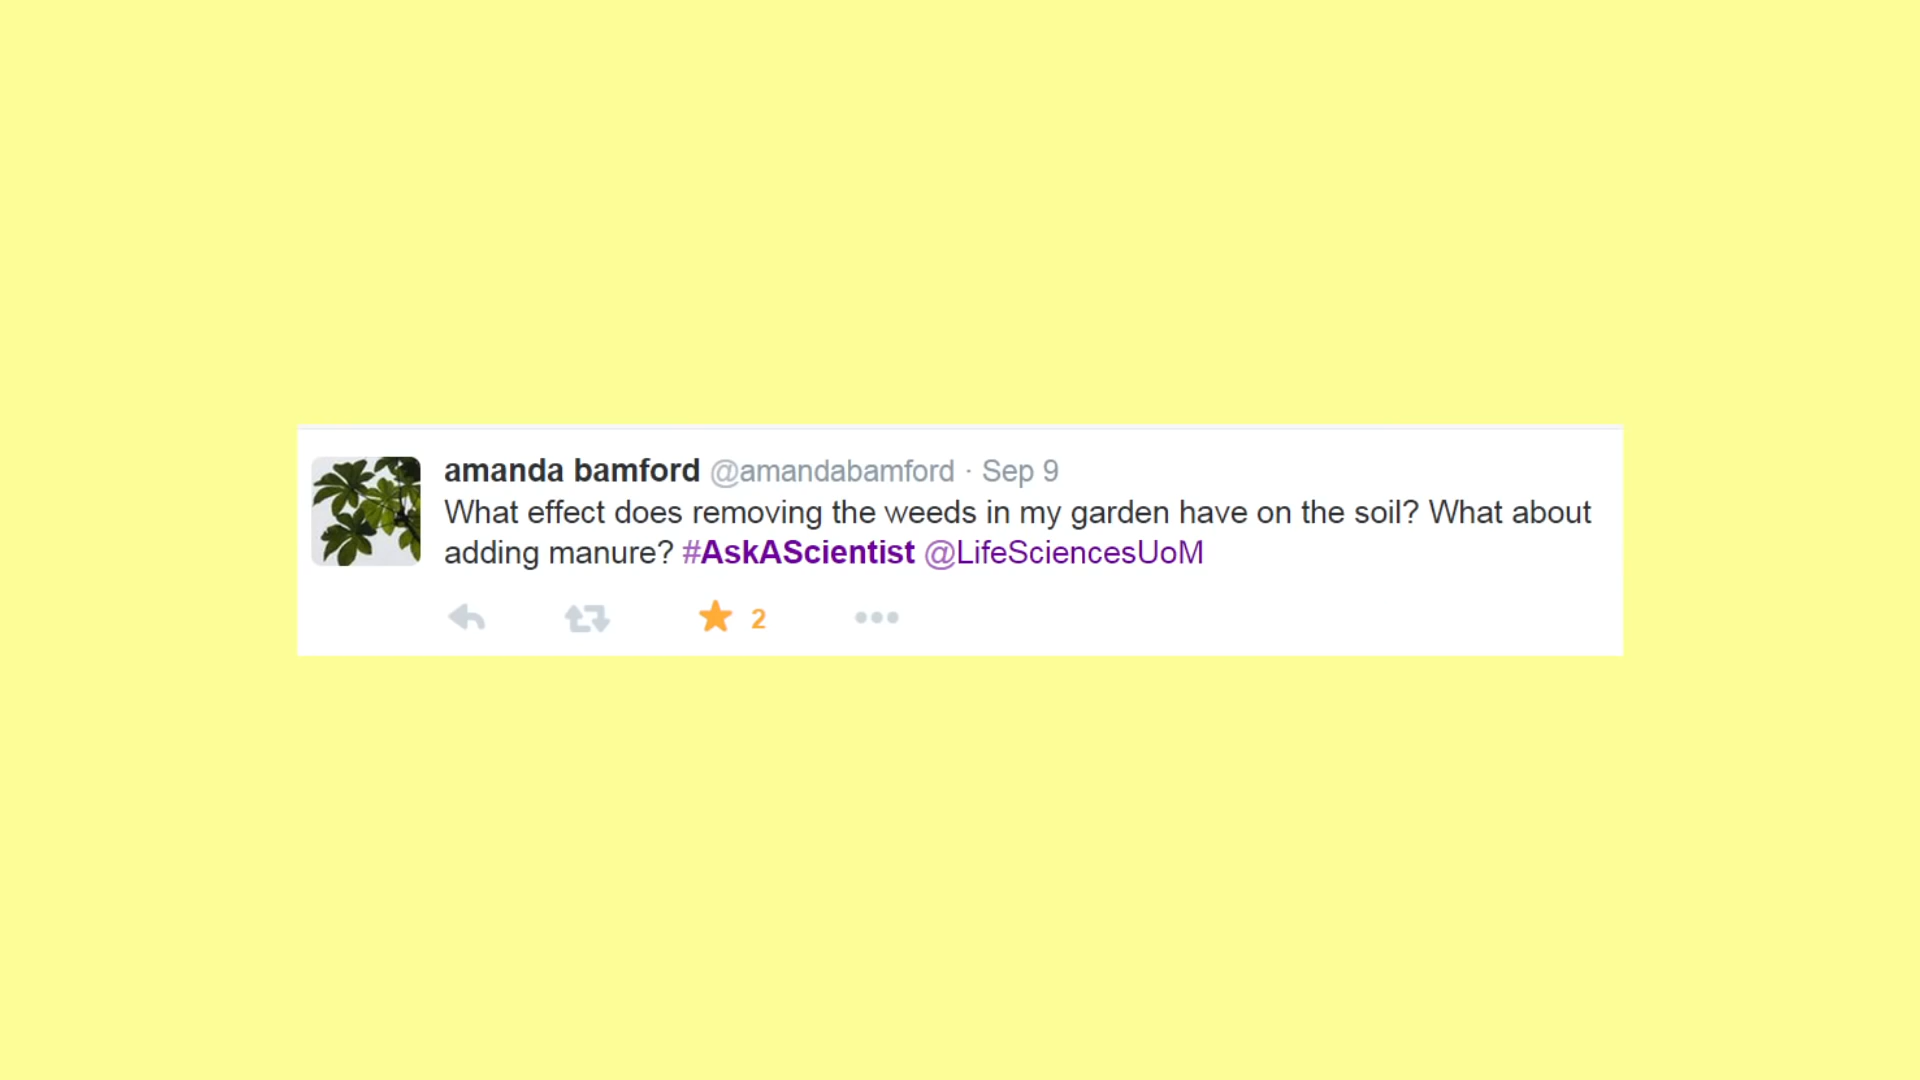 amanda bamford @amandabamford · Sep 9
What effect does removing the weeds in my garden have on the soil? What about
adding manure? #AskAScientist @LifeSciencesUoM
2